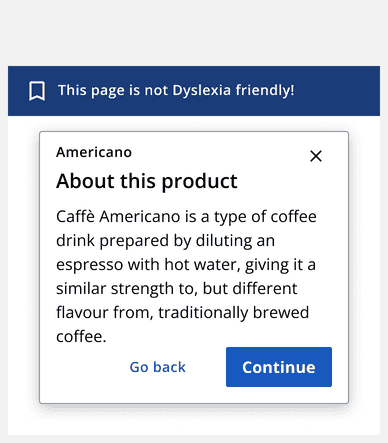 This page is not Dyslexia friendly!
Americano
About this product
Caffè Americano is a type of coffee
drink prepared by diluting an
espresso with hot water, giving it a
similar strength to, but different
flavour from, traditionally brewed
coffee.
Go back Continue